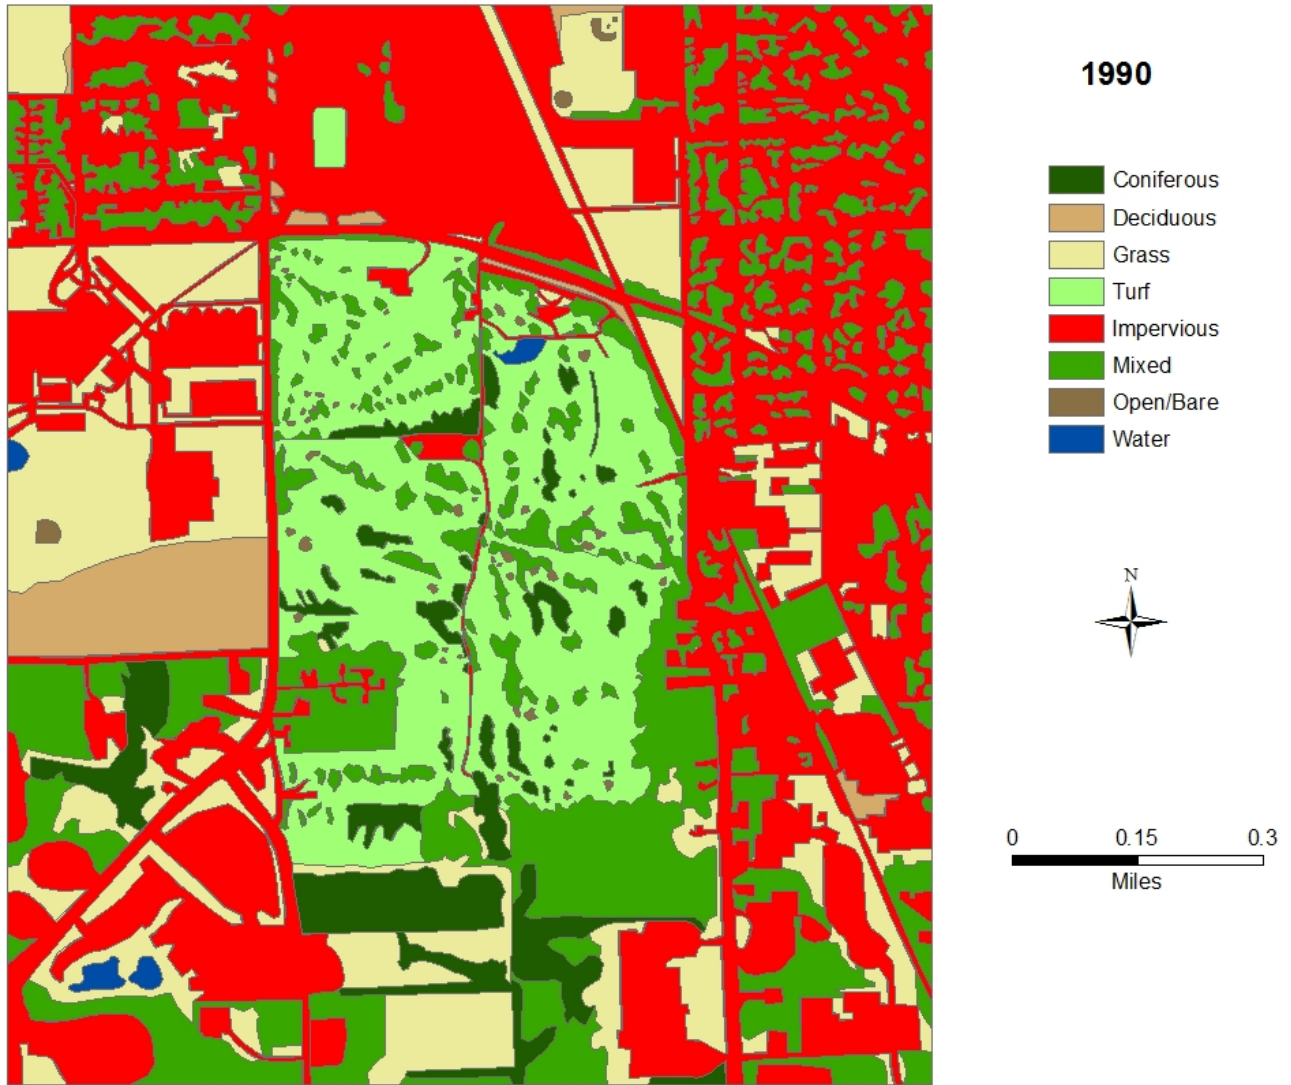 1990
Coniferous
Deciduous
Grass
Turf
Impervious
Mixed
Open/Bare
Water
N
0 0.15 0.3
Miles